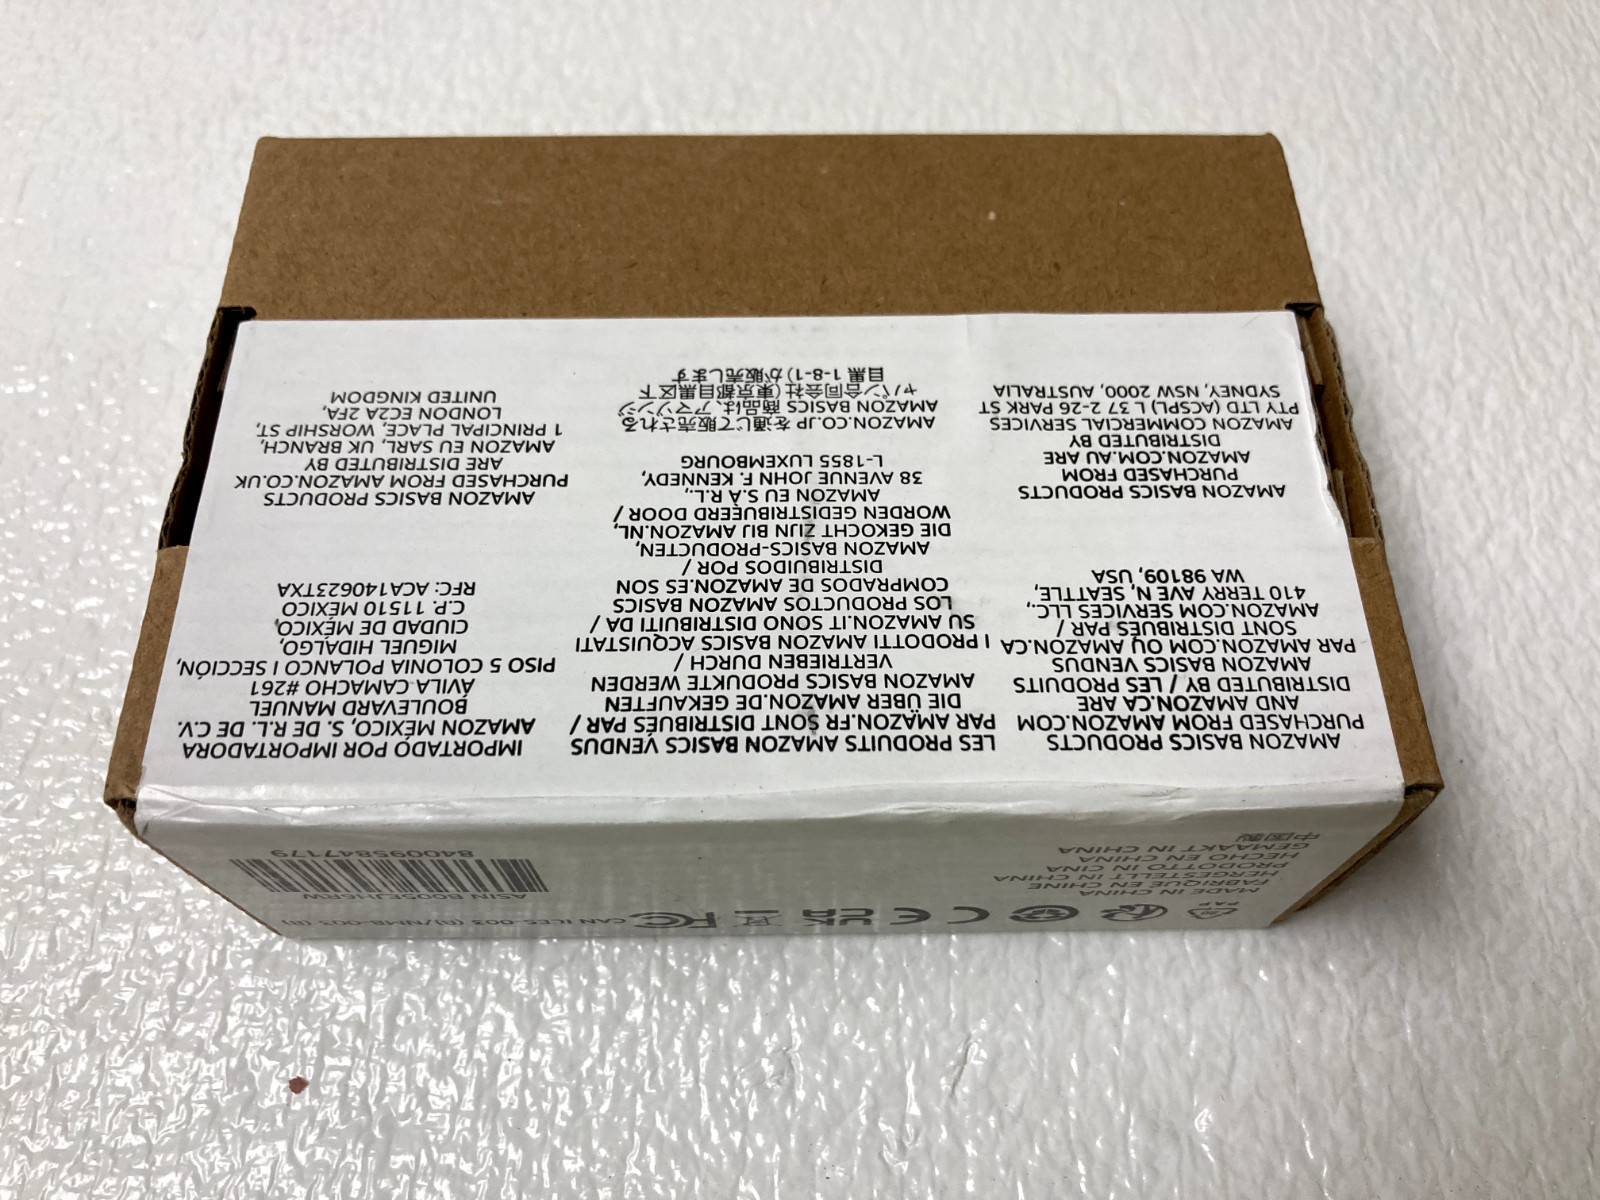 PAP
CE
UK
CA
FC CAN ICES-003 (B)/NMB-003 (B)
MADE IN CHINA
FABRIQUÉ EN CHINE
HERGESTELLT IN CHINA
PRODOTTO IN CINA
HECHO EN CHINA
GEMAAKT IN CHINA
中国製
ASIN B005EJH6RW
840095847179
AMAZON BASICS PRODUCTS
PURCHASED FROM AMAZON.COM
AND AMAZON.CA ARE
DISTRIBUTED BY / LES PRODUITS
AMAZON BASICS VENDUS
PAR AMAZON.COM OU AMAZON.CA
SONT DISTRIBUÉS PAR /
AMAZON.COM SERVICES LLC.,
410 TERRY AVE N, SEATTLE,
WA 98109, USA
AMAZON BASICS PRODUCTS
PURCHASED FROM
AMAZON.COM.AU ARE
DISTRIBUTED BY
AMAZON COMMERCIAL SERVICES
PTY LTD (ACSPL) L 37 2-26 PARK ST
SYDNEY, NSW 2000, AUSTRALIA
LES PRODUITS AMAZON BASICS VENDUS
PAR AMAZON.FR SONT DISTRIBUÉS PAR /
DIE ÜBER AMAZON.DE GEKAUFTEN
AMAZON BASICS PRODUKTE WERDEN
VERTRIEBEN DURCH /
I PRODOTTI AMAZON BASICS ACQUISTATI
SU AMAZON.IT SONO DISTRIBUITI DA /
LOS PRODUCTOS AMAZON BASICS
COMPRADOS DE AMAZON.ES SON
DISTRIBUIDOS POR /
AMAZON BASICS-PRODUCTEN,
DIE GEKOCHT ZIJN BIJ AMAZON.NL,
WORDEN GEDISTRIBUEERD DOOR /
AMAZON EU S.À R.L.,
38 AVENUE JOHN F. KENNEDY,
L-1855 LUXEMBOURG
AMAZON.CO.JP を通じて販売される
AMAZON BASICS 商品は、アマゾンジ
ャパン合同会社 (東京都目黒区下
目黒 1-8-1) が販売します
IMPORTADO POR IMPORTADORA
AMAZON MÉXICO, S. DE R.L. DE C.V.
BOULEVARD MANUEL
ÁVILA CAMACHO #261
PISO 5 COLONIA POLANCO I SECCIÓN,
MIGUEL HIDALGO,
CIUDAD DE MÉXICO
C.P. 11510 MÉXICO
RFC: ACA1406231XA
AMAZON BASICS PRODUCTS
PURCHASED FROM AMAZON.CO.UK
ARE DISTRIBUTED BY
AMAZON EU SARL, UK BRANCH,
1 PRINCIPAL PLACE, WORSHIP ST,
LONDON EC2A 2FA,
UNITED KINGDOM